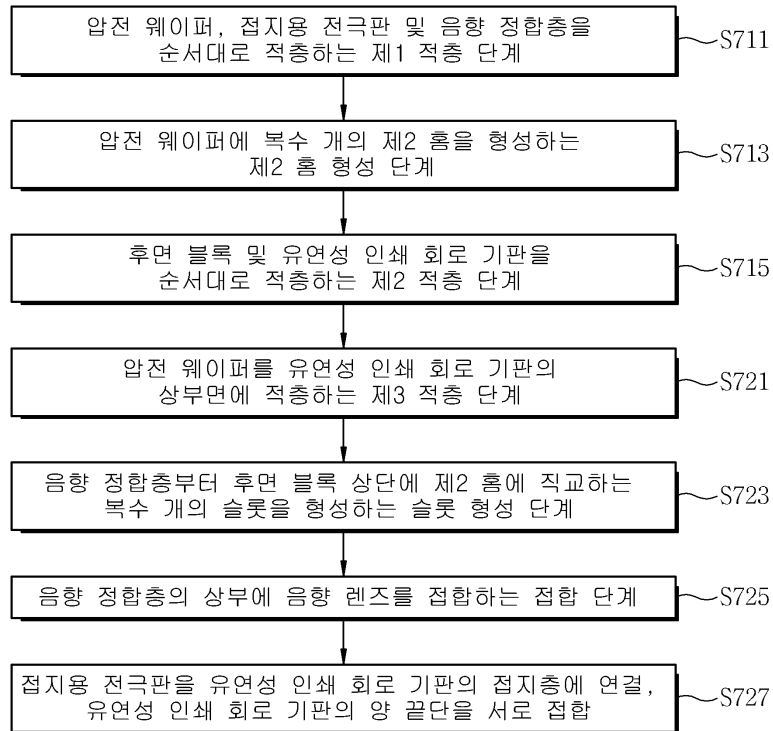 압전 웨이퍼, 접지용 전극판 및 음향 정합층을
순서대로 적층하는 제1 적층 단계
S711
압전 웨이퍼에 복수 개의 제2 홈을 형성하는
제2 홈 형성 단계
S713
후면 블록 및 유연성 인쇄 회로 기판을
순서대로 적층하는 제2 적층 단계
S715
압전 웨이퍼를 유연성 인쇄 회로 기판의
상부면에 적층하는 제3 적층 단계
S721
음향 정합층부터 후면 블록 상단에 제2 홈에 직교하는
복수 개의 슬롯을 형성하는 슬롯 형성 단계
S723
음향 정합층의 상부에 음향 렌즈를 접합하는 접합 단계
S725
접지용 전극판을 유연성 인쇄 회로 기판의 접지층에 연결,
유연성 인쇄 회로 기판의 양 끝단을 서로 접합
S727